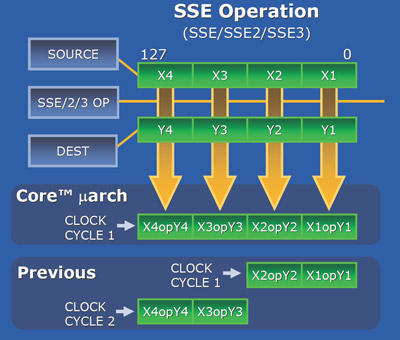 SSE Operation
(SSE/SSE2/SSE3)
SOURCE
127 0
X4 X3 X2 X1
SSE/2/3 OP
DEST
Y4 Y3 Y2 Y1
Core™ µarch
CLOCK
CYCLE 1
X4opY4 X3opY3 X2opY2 X1opY1
Previous
CLOCK
CYCLE 1
X2opY2 X1opY1
CLOCK
CYCLE 2
X4opY4 X3opY3